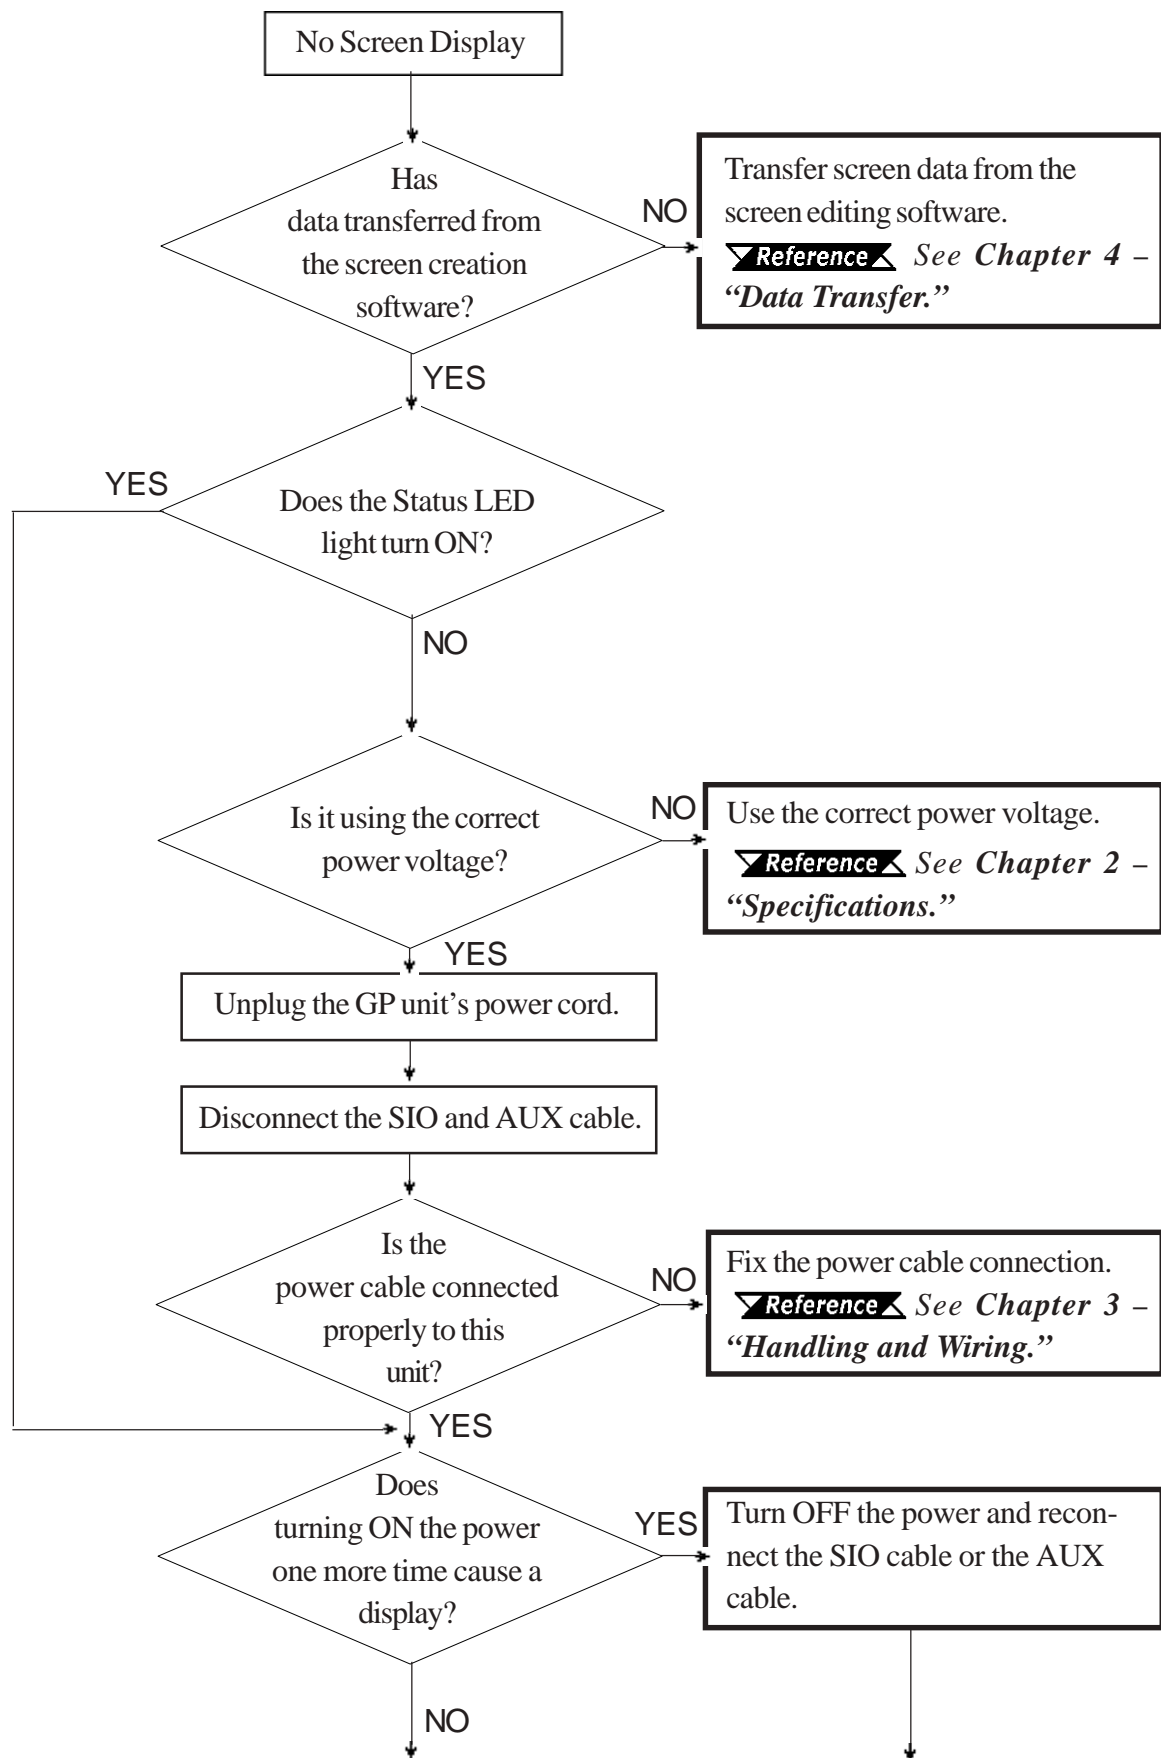 No Screen Display
Has
data transferred from
the screen creation
software?
NO
Transfer screen data from the
screen editing software.
Reference See Chapter 4 –
“Data Transfer.”
YES
YES
Does the Status LED
light turn ON?
NO
Is it using the correct
power voltage?
NO
Use the correct power voltage.
Reference See Chapter 2 –
“Specifications.”
YES
Unplug the GP unit’s power cord.
Disconnect the SIO and AUX cable.
Is the
power cable connected
properly to this
unit?
NO
Fix the power cable connection.
Reference See Chapter 3 –
“Handling and Wiring.”
YES
Does
turning ON the power
one more time cause a
display?
YES
Turn OFF the power and recon-
nect the SIO cable or the AUX
cable.
NO